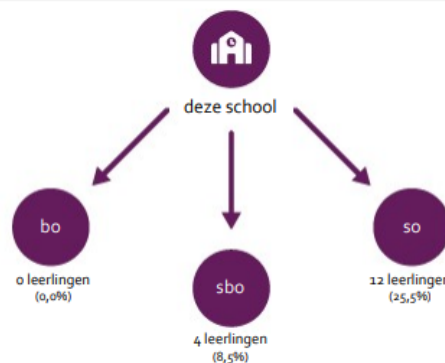 deze school
bo
0 leerlingen
(0,0%)
sbo
4 leerlingen
(8,5%)
so
12 leerlingen
(25,5%)